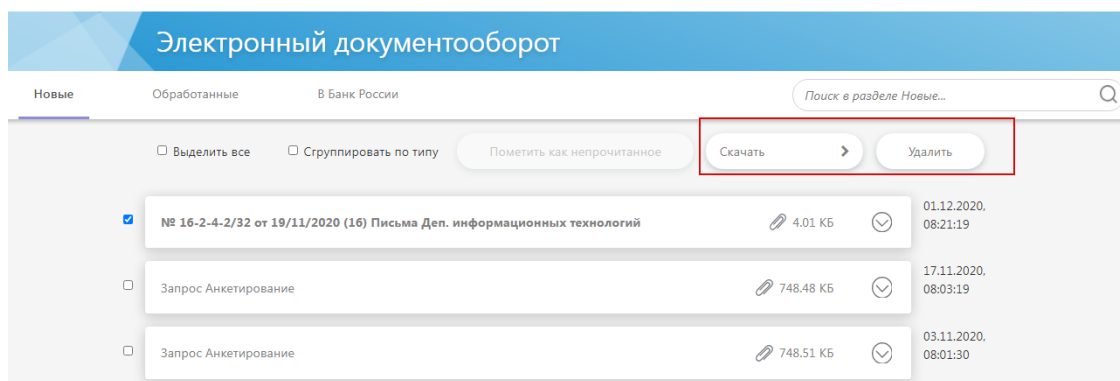 Электронный документооборот
Новые Обработанные В Банк России Поиск в разделе Новые...
Выделить все Сгруппировать по типу Пометить как непрочитанное Скачать Удалить
№ 16-2-4-2/32 от 19/11/2020 (16) Письма Деп. информационных технологий 4.01 КБ 01.12.2020, 08:21:19
Запрос Анкетирование 748.48 КБ 17.11.2020, 08:03:19
Запрос Анкетирование 748.51 КБ 03.11.2020, 08:01:30